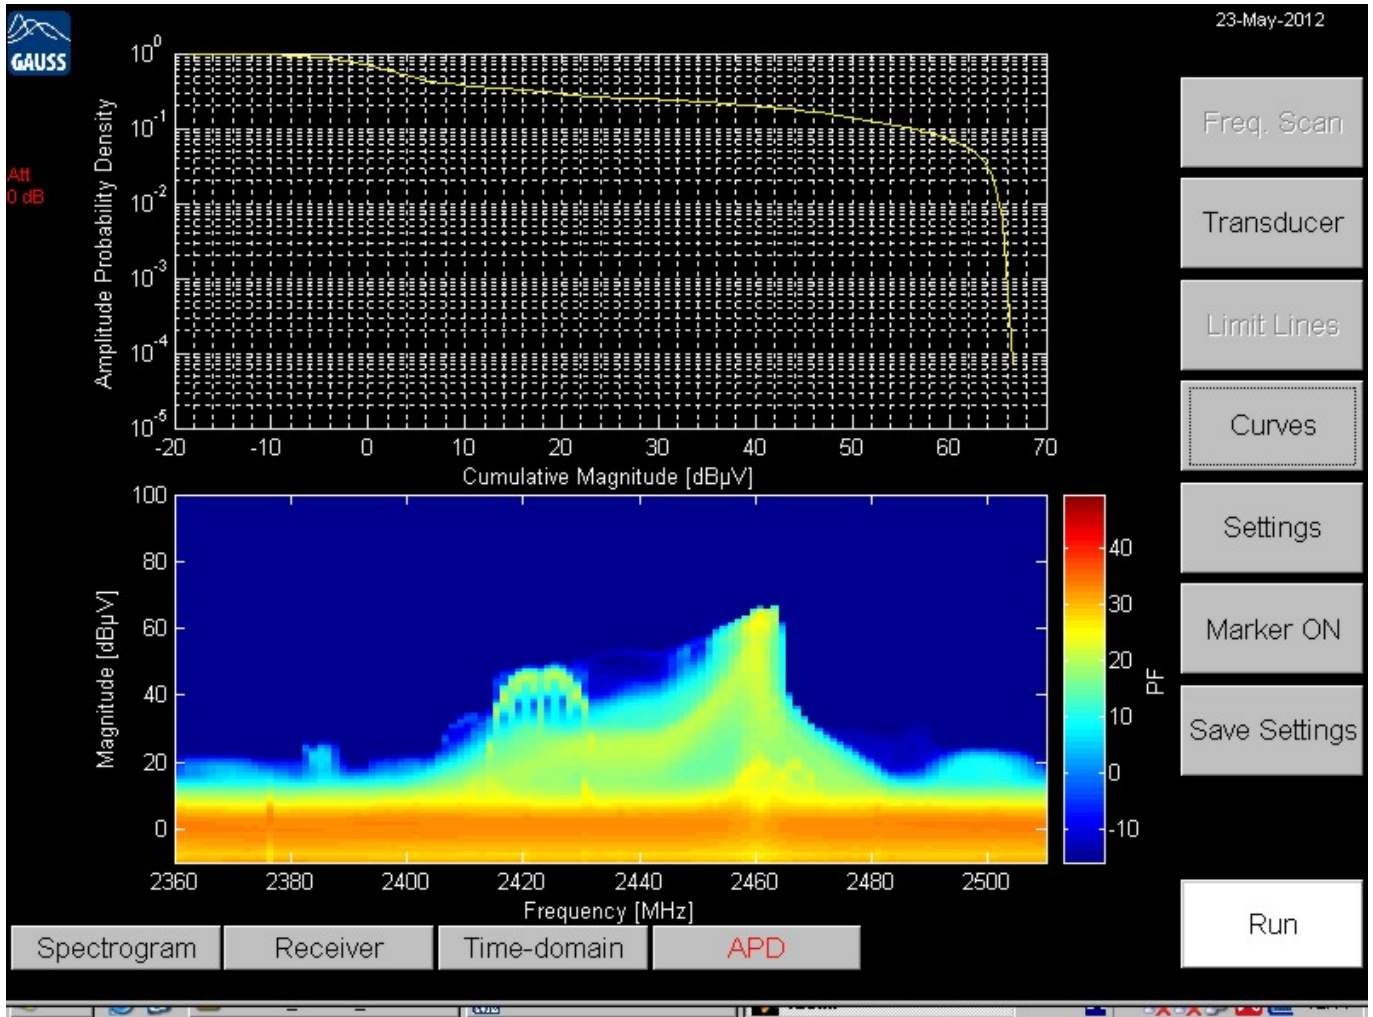 23-May-2012
GAUSS
Att
0 dB
Amplitude Probability Density
10^0
10^-1
10^-2
10^-3
10^-4
10^-5
-20 -10 0 10 20 30 40 50 60 70
Cumulative Magnitude [dBµV]
Magnitude [dBµV]
100
80
60
40
20
0
2360 2380 2400 2420 2440 2460 2480 2500
Frequency [MHz]
40
30
20
10
0
-10
PF
Freq. Scan
Transducer
Limit Lines
Curves
Settings
Marker ON
Save Settings
Run
Spectrogram Receiver Time-domain APD